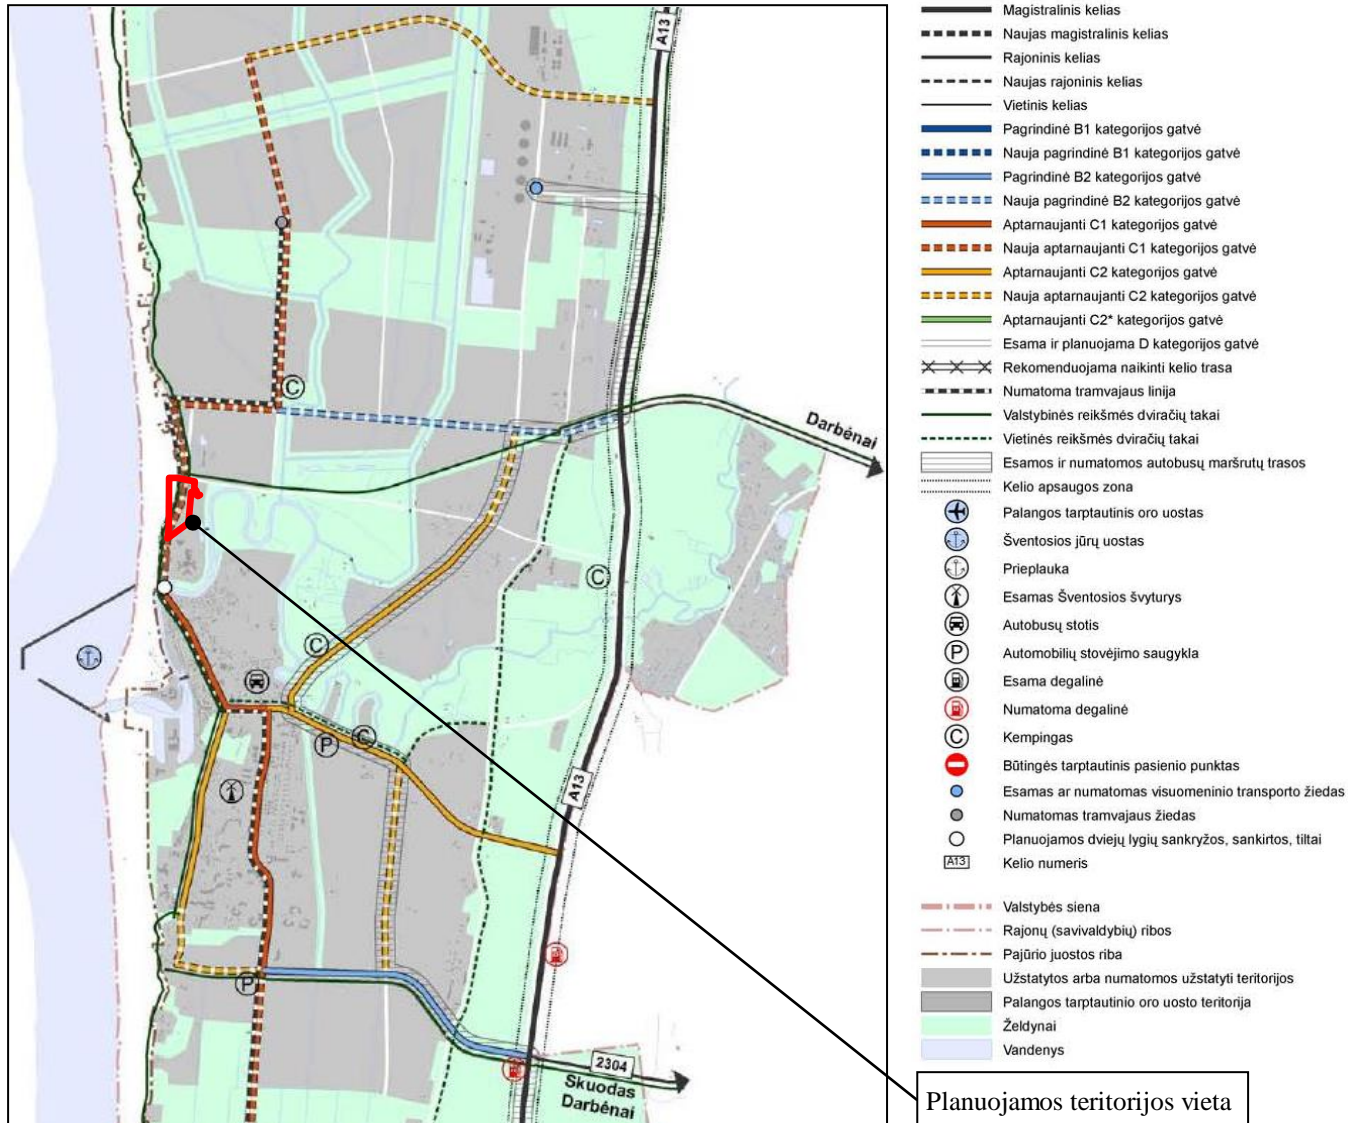 A13
Darbėnai
C
C
C
C
P
A13
P
2304
Skuodas
Darbėnai
Magistralinis kelias
Naujas magistralinis kelias
Rajoninis kelias
Naujas rajoninis kelias
Vietinis kelias
Pagrindinė B1 kategorijos gatvė
Nauja pagrindinė B1 kategorijos gatvė
Pagrindinė B2 kategorijos gatvė
Nauja pagrindinė B2 kategorijos gatvė
Aptarnaujanti C1 kategorijos gatvė
Nauja aptarnaujanti C1 kategorijos gatvė
Aptarnaujanti C2 kategorijos gatvė
Nauja aptarnaujanti C2 kategorijos gatvė
Aptarnaujanti C2* kategorijos gatvė
Esama ir planuojama D kategorijos gatvė
Rekomenduojama naikinti kelio trasa
Numatoma tramvajaus linija
Valstybinės reikšmės dviračių takai
Vietinės reikšmės dviračių takai
Esamos ir numatomos autobusų maršrutų trasos
Kelio apsaugos zona
Palangos tarptautinis oro uostas
Šventosios jūrų uostas
Prieplauka
Esamas Šventosios švyturys
Autobusų stotis
P Automobilių stovėjimo saugykla
Esama degalinė
Numatoma degalinė
C Kempingas
Būtingės tarptautinis pasienio punktas
Esamas ar numatomas visuomeninio transporto žiedas
Numatomas tramvajaus žiedas
Planuojamos dviejų lygių sankryžos, sankirtos, tiltai
A13 Kelio numeris
Valstybės siena
Rajonų (savivaldybių) ribos
Pajūrio juostos riba
Užstatytos arba numatomos užstatyti teritorijos
Palangos tarptautinio oro uosto teritorija
Želdynai
Vandenys
Planuojamos teritorijos vieta